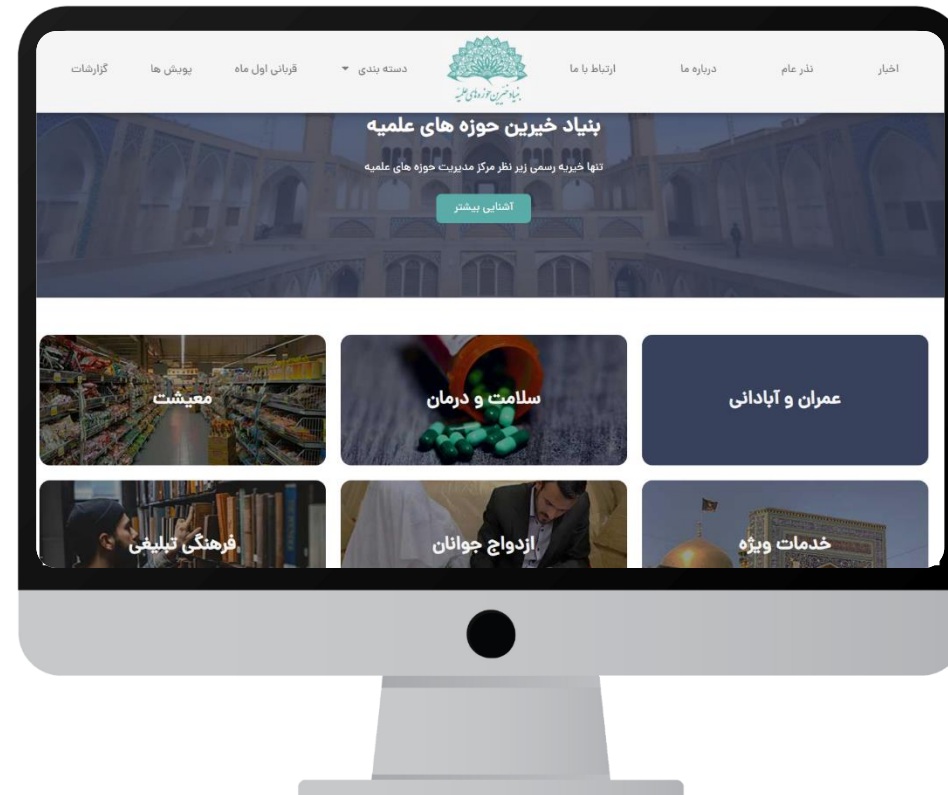 اخبار
نذر عام
درباره ما
ارتباط با ما
بنیاد خیرین حوزه‌های علمیه
دسته بندی
قربانی اول ماه
پویش ها
گزارشات
بنیاد خیرین حوزه های علمیه
تنها خیریه رسمی زیر نظر مرکز مدیریت حوزه های علمیه
آشنایی بیشتر
عمران و آبادانی
سلامت و درمان
معیشت
خدمات ویژه
ازدواج جوانان
فرهنگی تبلیغی